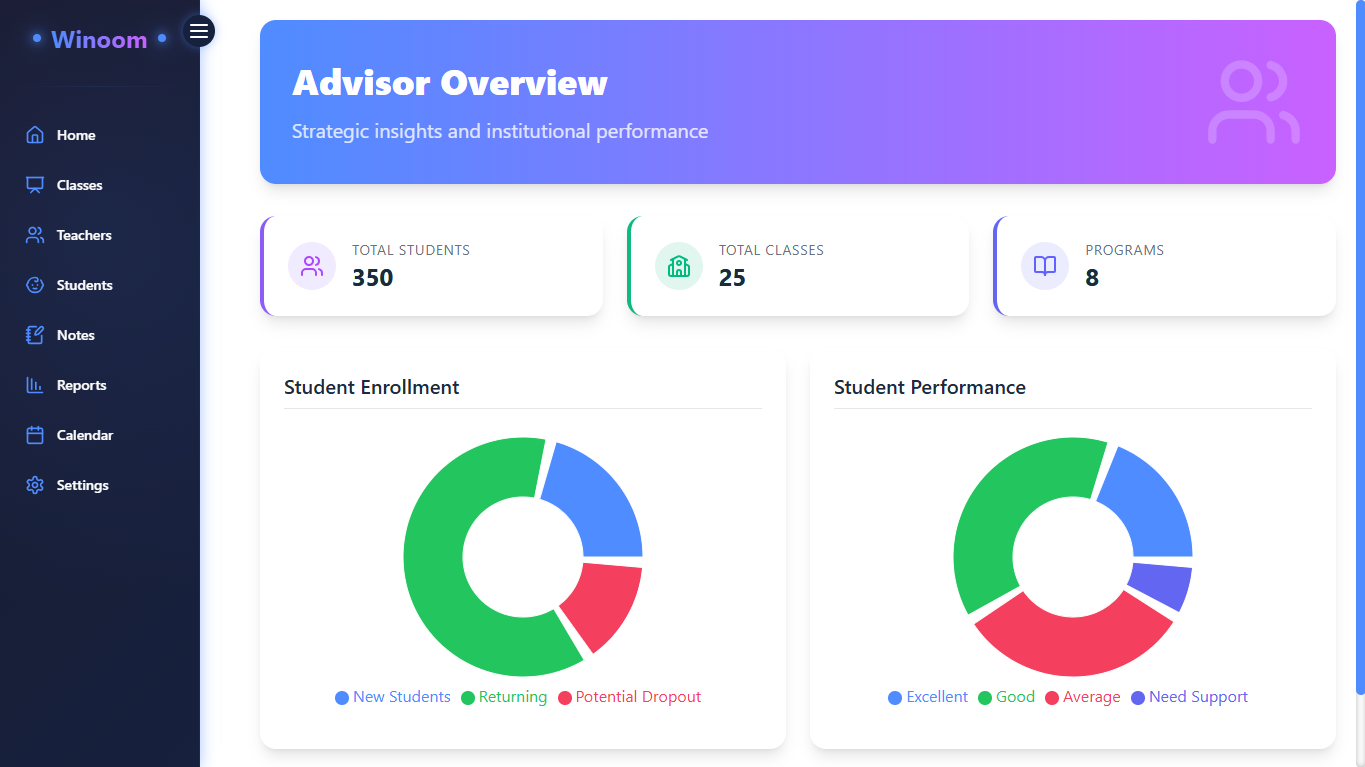 Winoom
Home
Classes
Teachers
Students
Notes
Reports
Calendar
Settings
Advisor Overview
Strategic insights and institutional performance
TOTAL STUDENTS
350
TOTAL CLASSES
25
PROGRAMS
8
Student Enrollment
New Students Returning Potential Dropout
Student Performance
Excellent Good Average Need Support